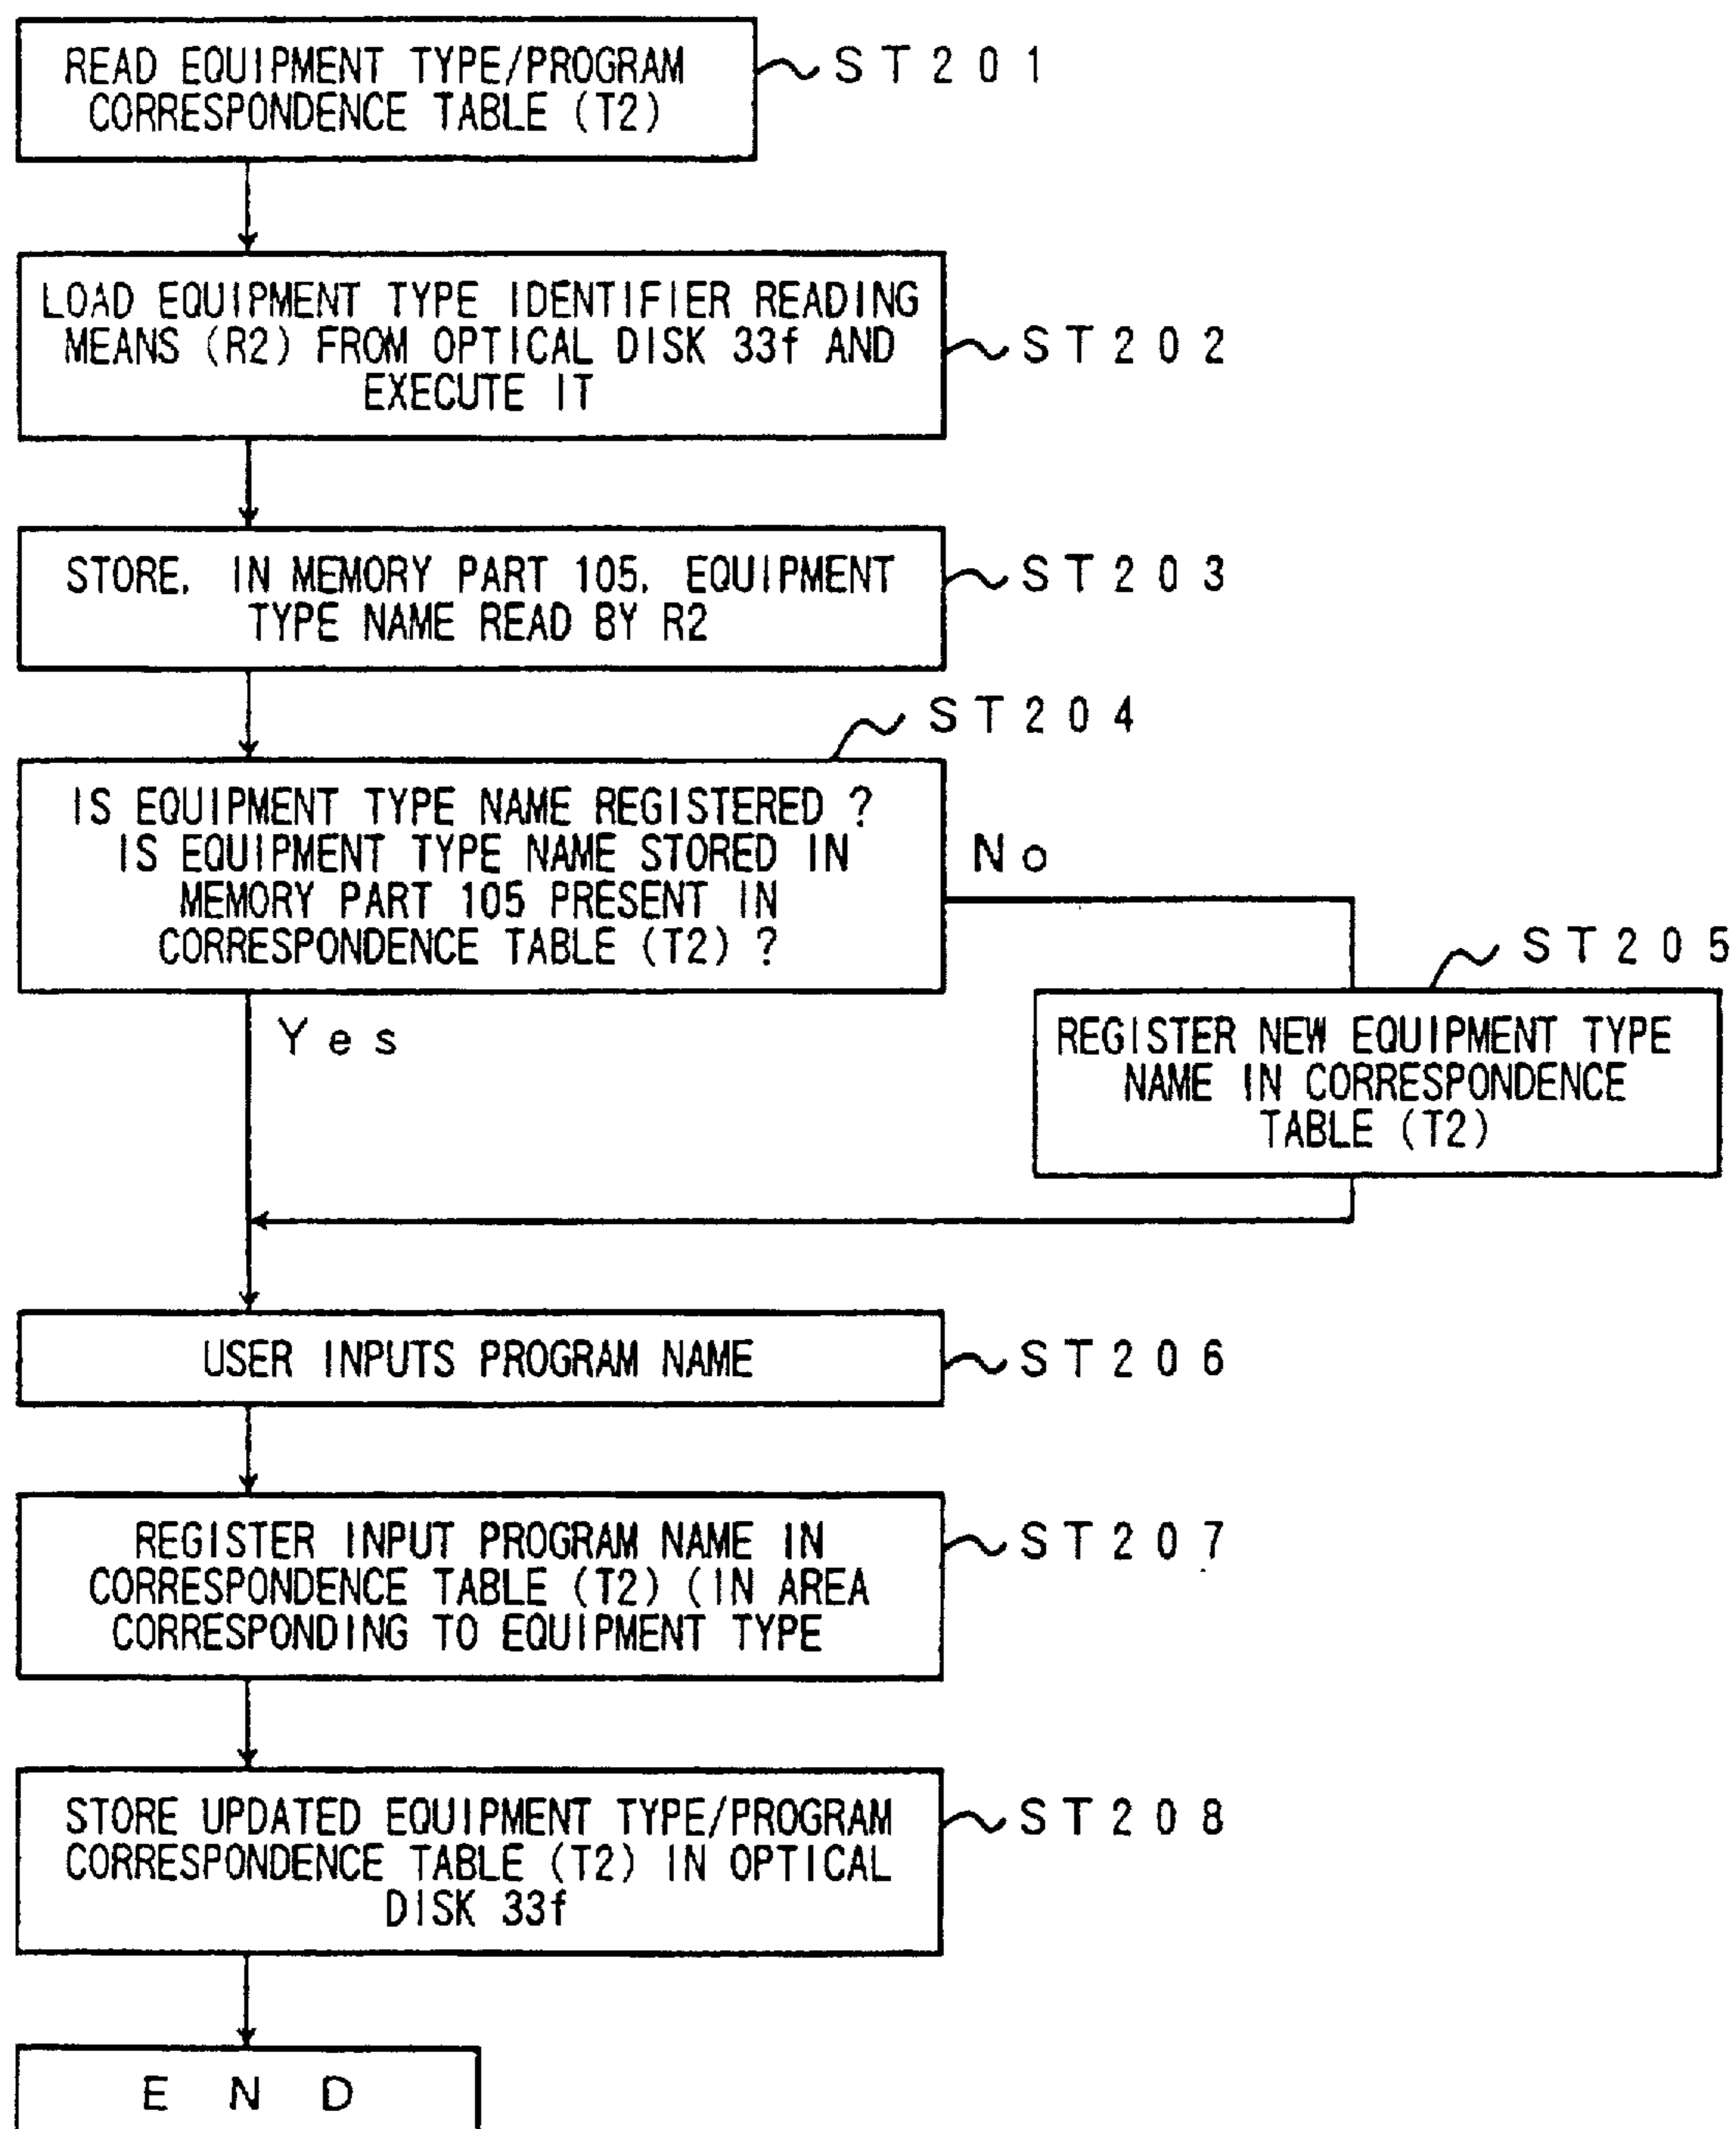 READ EQUIPMENT TYPE/PROGRAM
CORRESPONDENCE TABLE (T2)
ST201
LOAD EQUIPMENT TYPE IDENTIFIER READING
MEANS (R2) FROM OPTICAL DISK 33f AND
EXECUTE IT
ST202
STORE, IN MEMORY PART 105, EQUIPMENT
TYPE NAME READ BY R2
ST203
ST204
IS EQUIPMENT TYPE NAME REGISTERED ?
IS EQUIPMENT TYPE NAME STORED IN
MEMORY PART 105 PRESENT IN
CORRESPONDENCE TABLE (T2) ?
No
Yes
ST205
REGISTER NEW EQUIPMENT TYPE
NAME IN CORRESPONDENCE
TABLE (T2)
USER INPUTS PROGRAM NAME
ST206
REGISTER INPUT PROGRAM NAME IN
CORRESPONDENCE TABLE (T2) (IN AREA
CORRESPONDING TO EQUIPMENT TYPE
ST207
STORE UPDATED EQUIPMENT TYPE/PROGRAM
CORRESPONDENCE TABLE (T2) IN OPTICAL
DISK 33f
ST208
END